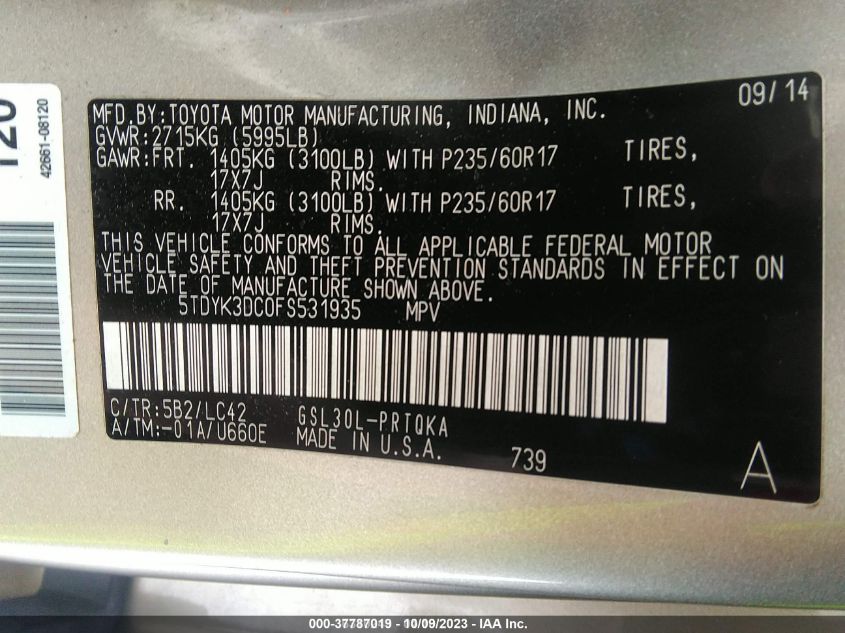 120
42661-08120
09/14
MFD.BY:TOYOTA MOTOR MANUFACTURING, INDIANA, INC.
GVWR:2715KG (5995LB)
GAWR:FRT. 1405KG (3100LB) WITH P235/60R17 TIRES,
17X7J RIMS.
RR. 1405KG (3100LB) WITH P235/60R17 TIRES,
17X7J RIMS.
THIS VEHICLE CONFORMS TO ALL APPLICABLE FEDERAL MOTOR
VEHICLE SAFETY AND THEFT PREVENTION STANDARDS IN EFFECT ON
THE DATE OF MANUFACTURE SHOWN ABOVE.
5TDYK3DC0FS531935 MPV
C/TR:5B2/LC42 GSL30L-PRTQKA
A/TM:-01A/U660E MADE IN U.S.A. 739
A
000-37787019 - 10/09/2023 - IAA Inc.